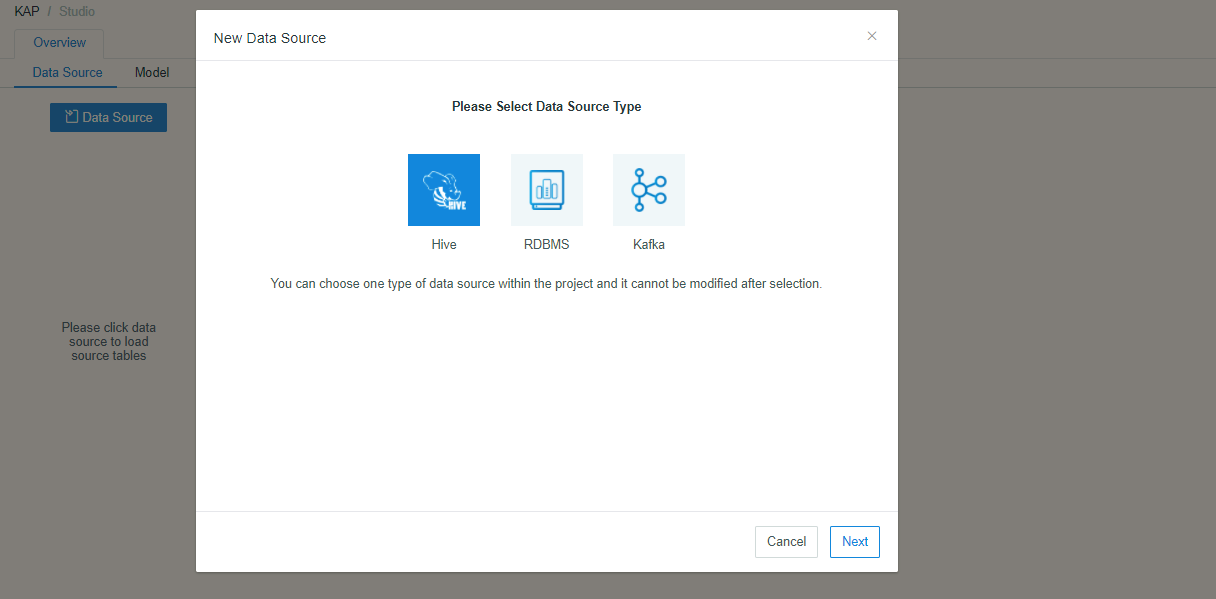 KAP / Studio
Overview
Data Source
Model
Data Source
Please click data
source to load
source tables
New Data Source
Please Select Data Source Type
HIVE
Hive
RDBMS
Kafka
You can choose one type of data source within the project and it cannot be modified after selection.
Cancel
Next